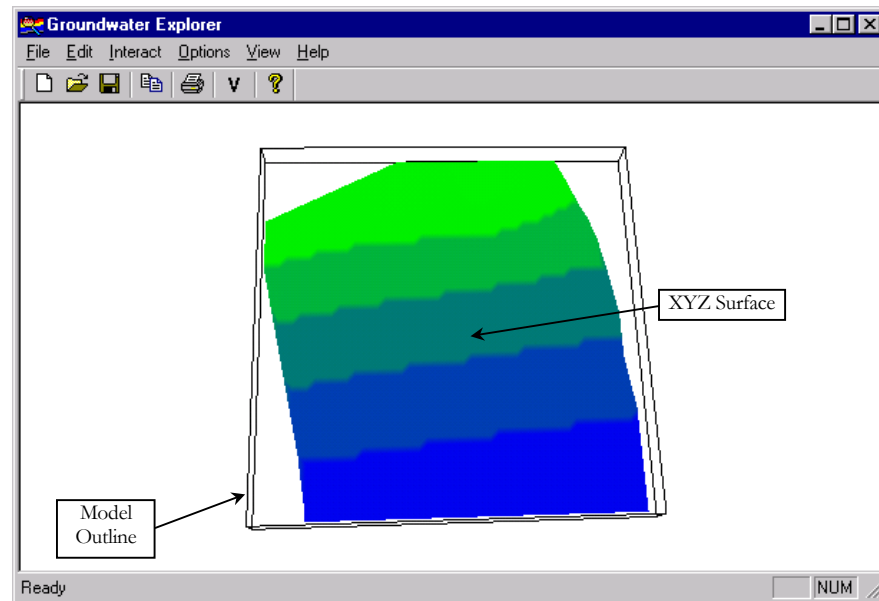 Groundwater Explorer
File Edit Interact Options View Help
V ?
XYZ Surface
Model
Outline
Ready NUM